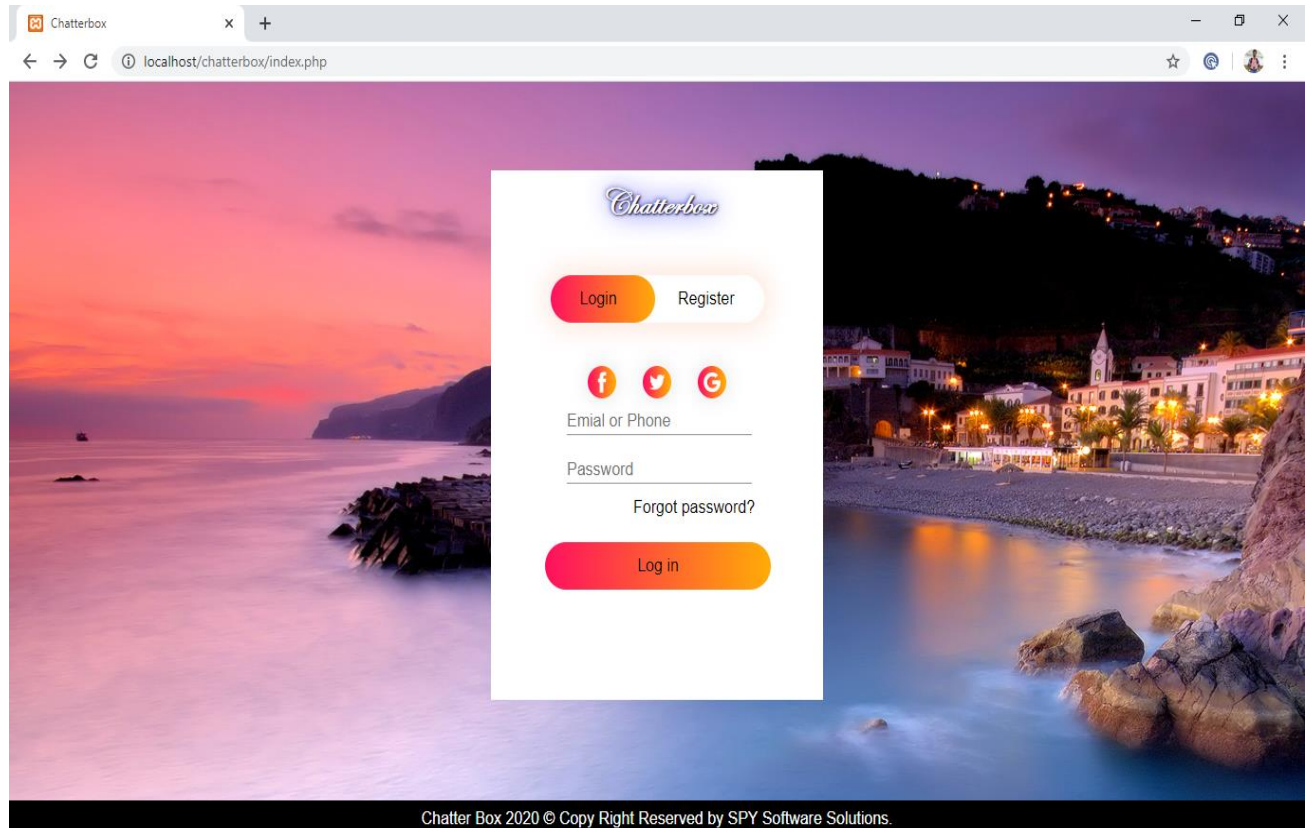 Chatterbox
localhost/chatterbox/index.php
Chatterbox
Login Register
Emial or Phone
Password
Forgot password?
Log in
Chatter Box 2020 © Copy Right Reserved by SPY Software Solutions.